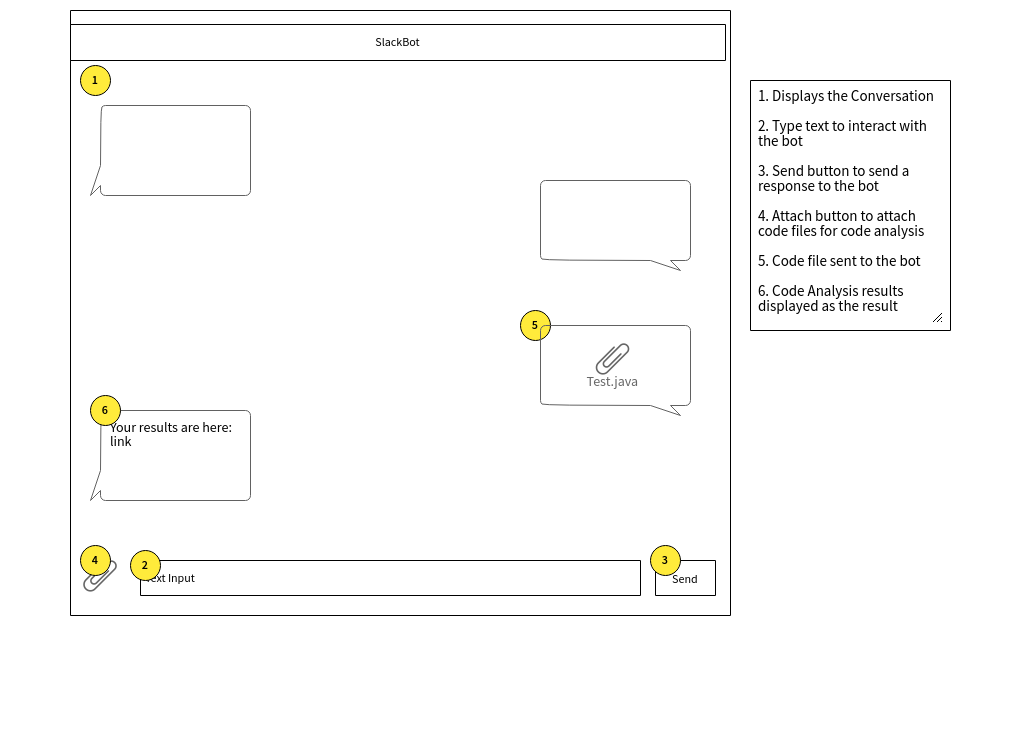 SlackBot
1
5
Test.java
6
Your results are here:
link
4
2
Text Input
3
Send
1. Displays the Conversation
2. Type text to interact with
the bot
3. Send button to send a
response to the bot
4. Attach button to attach
code files for code analysis
5. Code file sent to the bot
6. Code Analysis results
displayed as the result